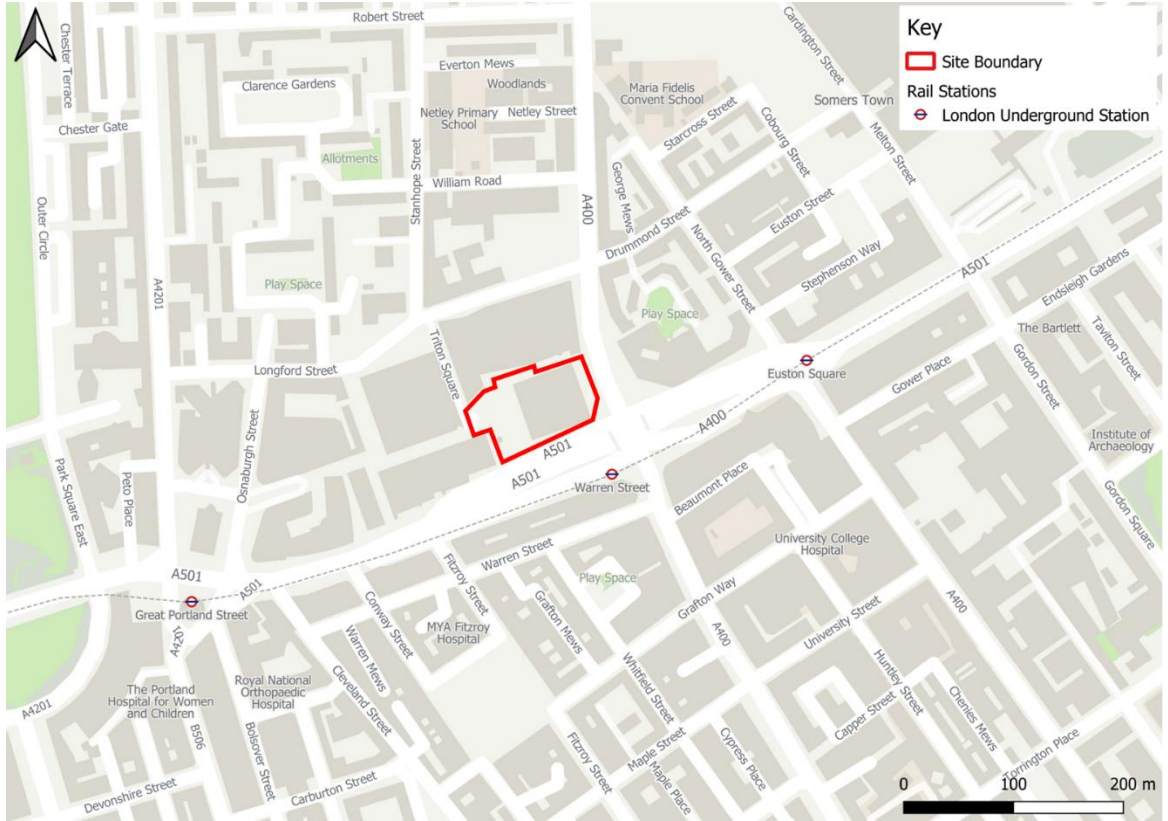 Key
Site Boundary
Rail Stations
London Underground Station
Robert Street
Cardington Street
Chester Terrace
Everton Mews
Woodlands
Clarence Gardens
Maria Fidelis
Convent School
Somers Town
Netley Primary
School
Netley Street
Chester Gate
Starcross Street
Cobourg Street
Melton Street
Allotments
Stanhope Street
William Road
George Mews
A400
Outer Circle
Drummond Street
Euston Street
North Gower Street
Stephenson Way
A501
A4201
Play Space
Play Space
Endsleigh Gardens
The Bartlett
Taviton Street
Triton Square
Longford Street
Euston Square
Gower Place
Gordon Street
Osnaburgh Street
A501
A400
Institute of
Archaeology
Park Square East
Peto Place
A501
Warren Street
Beaumont Place
Gordon Square
University College
Hospital
Warren Street
A501
A501
Great Portland Street
A4201
Fitzroy Street
Conway Street
Play Space
Grafton Way
A400
MYA Fitzroy
Hospital
Grafton Mews
University Street
A400
Warren Mews
Cleveland Street
Whitfield Street
Huntley Street
The Portland
Hospital for Women
and Children
Royal National
Orthopaedic
Hospital
A4201
B506
Bolsover Street
Capper Street
Chenies Mews
Maple Street
Cypress Place
Fitzroy Street
Maple Place
Torrington Place
Devonshire Street
Carburton Street
0 100 200 m